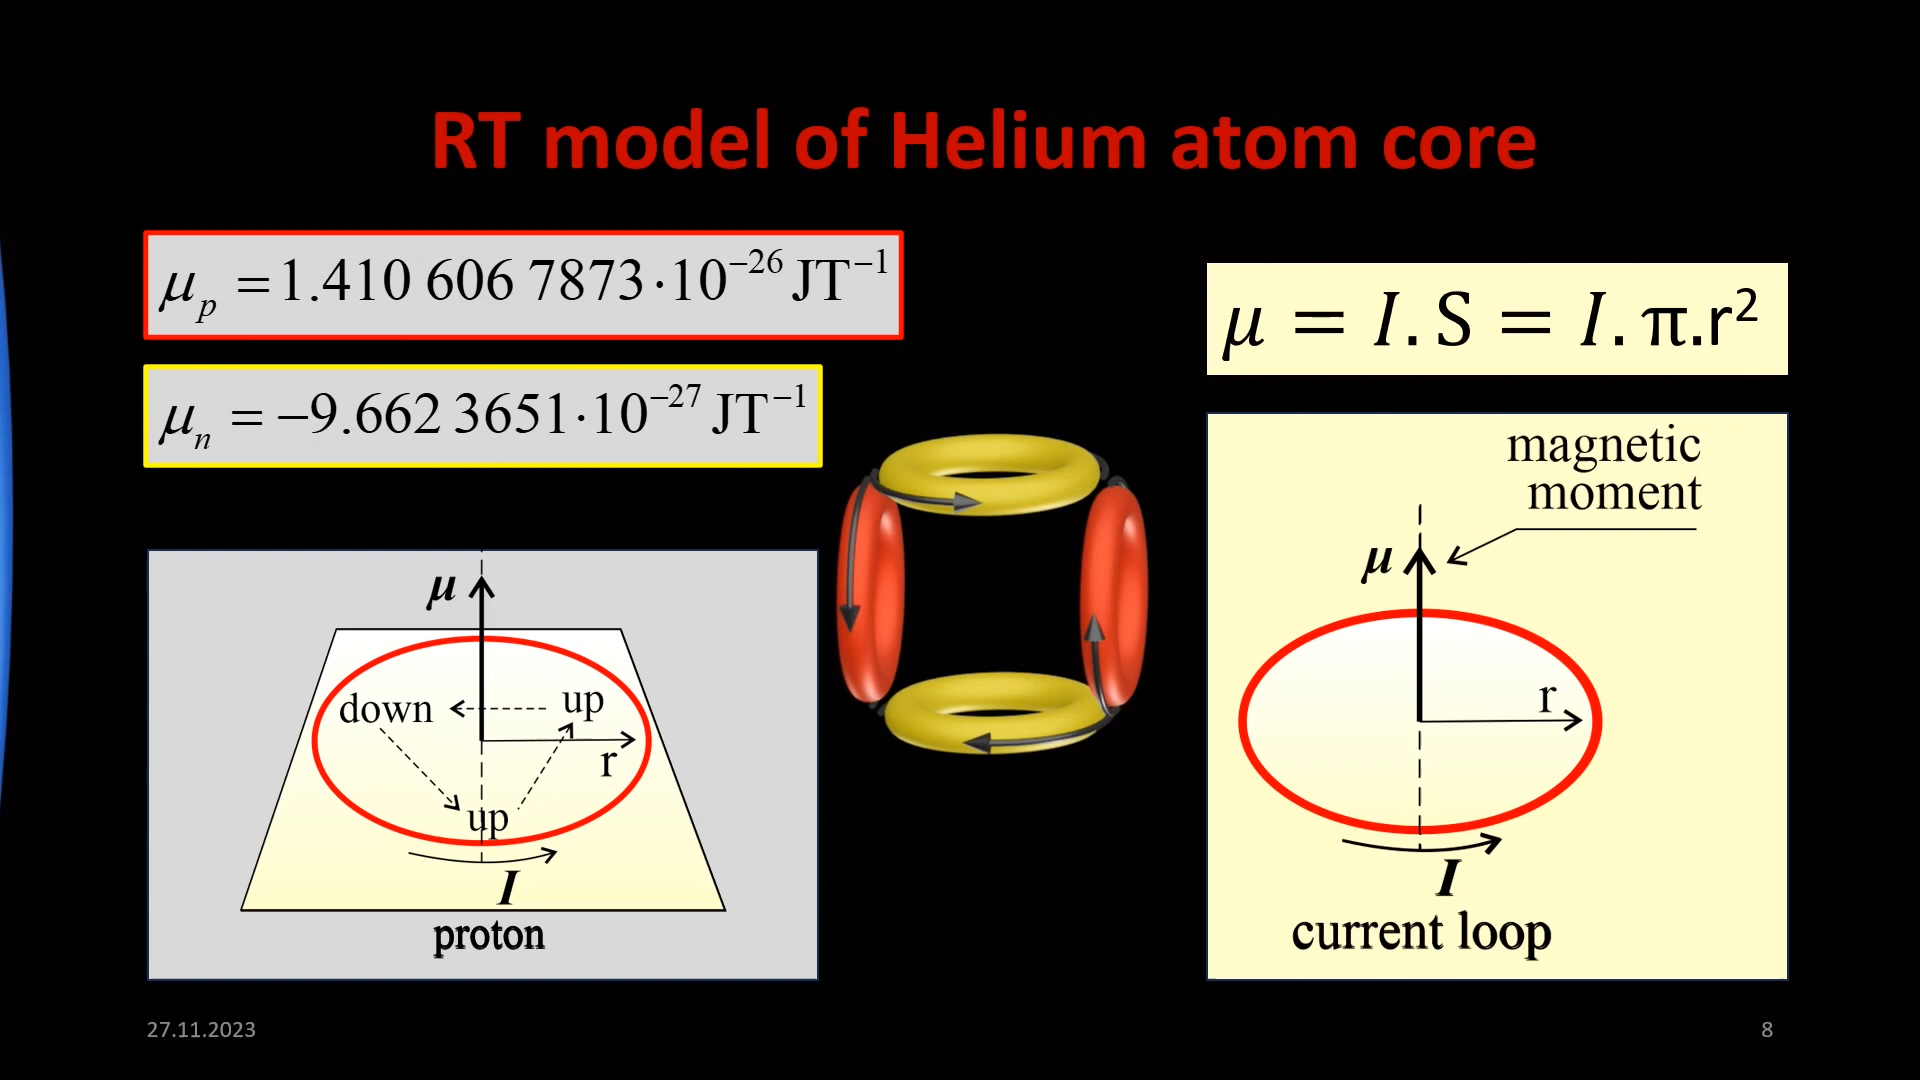 RT model of Helium atom core
μp = 1.410 606 7873·10⁻²⁶ JT⁻¹
μn = −9.662 3651·10⁻²⁷ JT⁻¹
μ = I. S = I. π.r²
magnetic
moment
μ
r
I
current loop
μ
down
up
r
up
I
proton
27.11.2023
8